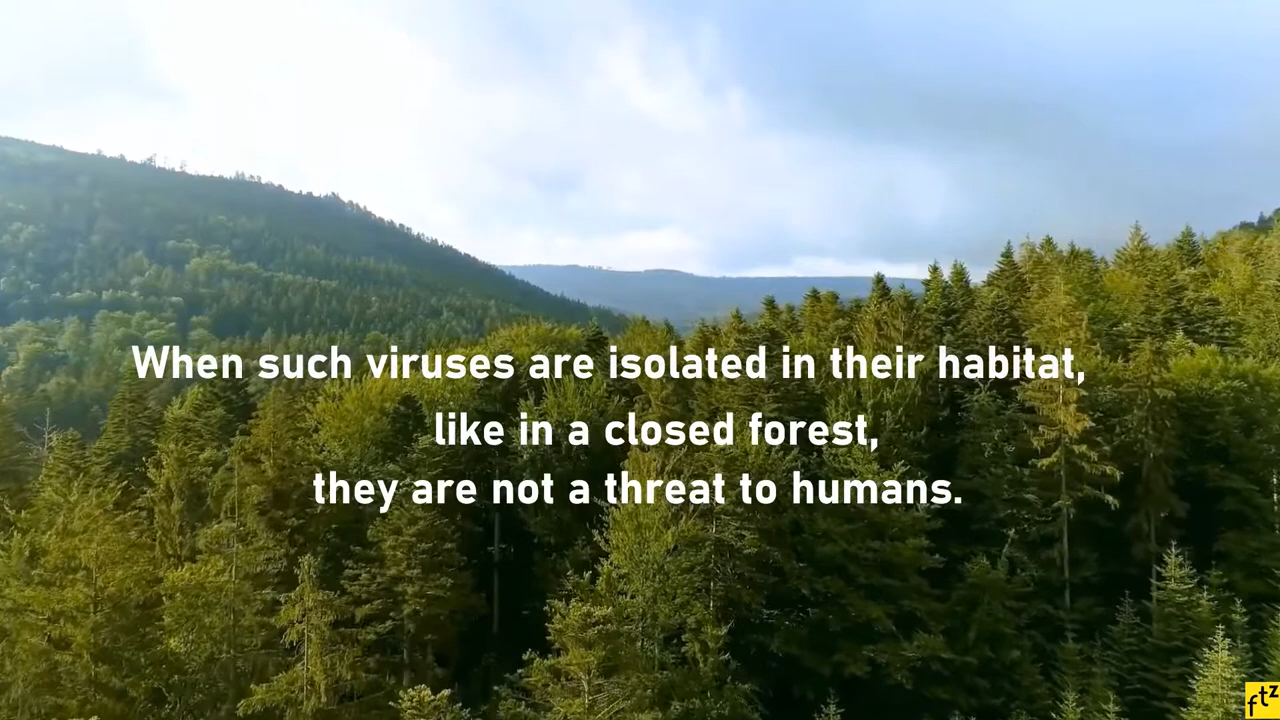 When such viruses are isolated in their habitat,
like in a closed forest,
they are not a threat to humans.
ftz